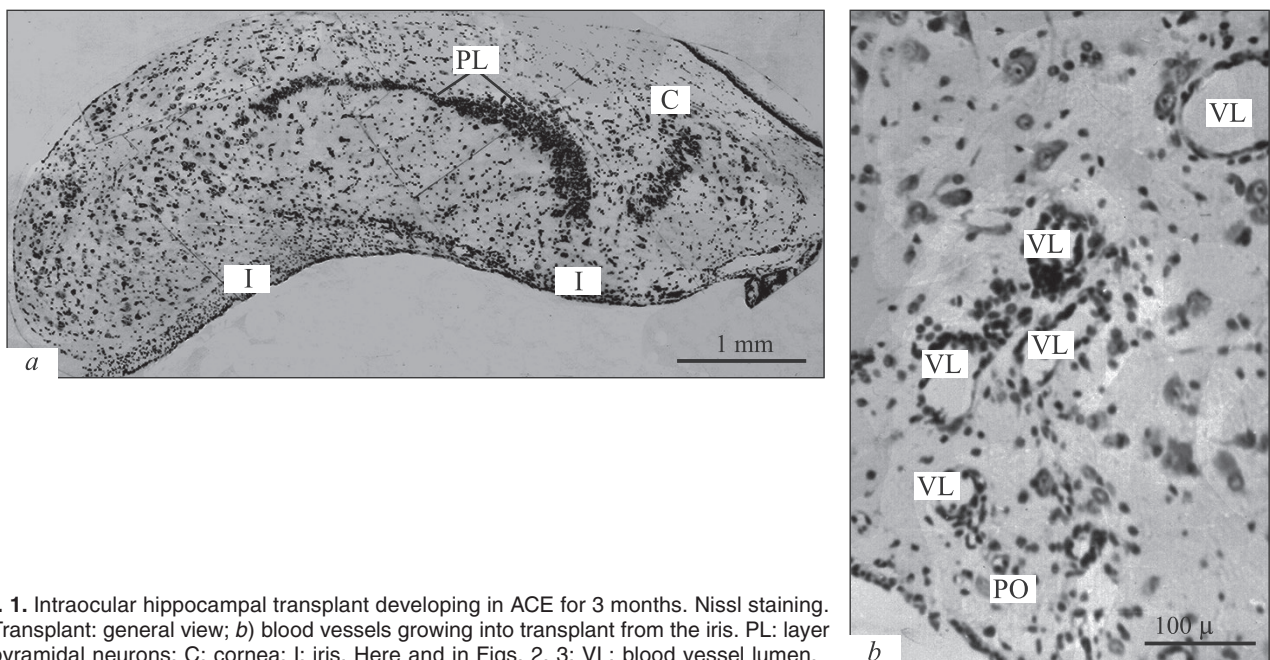 PL
C
VL
VL
I
I
VL
VL
1 mm
a
VL
PO
100 μ
b
. 1. Intraocular hippocampal transplant developing in ACE for 3 months. Nissl staining.
Transplant: general view; b) blood vessels growing into transplant from the iris. PL: layer
pyramidal neurons; C: cornea; I: iris. Here and in Figs. 2, 3: VL: blood vessel lumen.